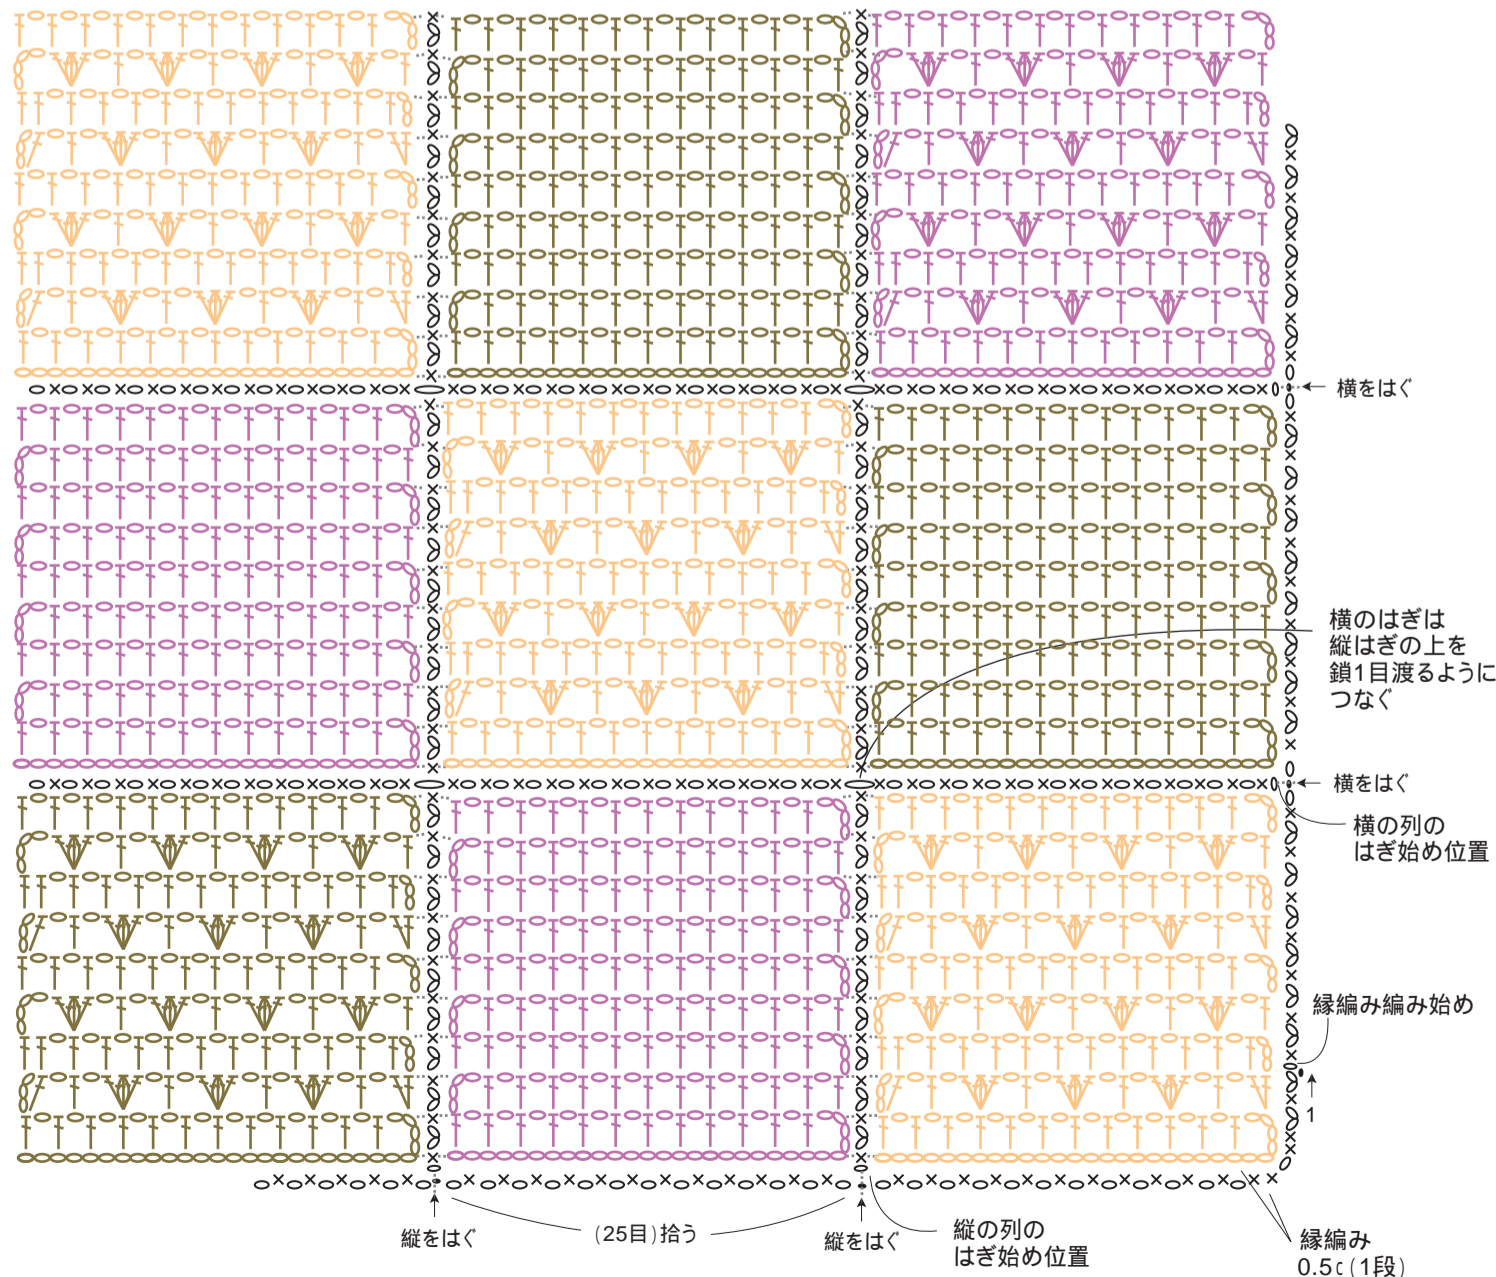 横をはぐ
横のはぎは
縦はぎの上を
鎖1目渡るように
つなぐ
横をはぐ
横の列の
はぎ始め位置
縁編み編み始め
1
縦をはぐ
(25目)拾う
縦をはぐ
縦の列の
はぎ始め位置
縁編み
0.5c(1段)